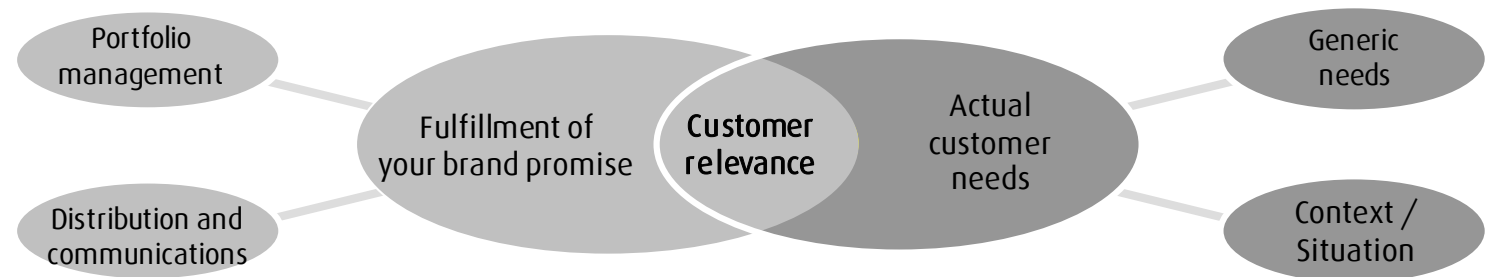 Portfolio
management
Fulfillment of
your brand promise
Customer
relevance
Actual
customer
needs
Generic
needs
Distribution and
communications
Context /
Situation